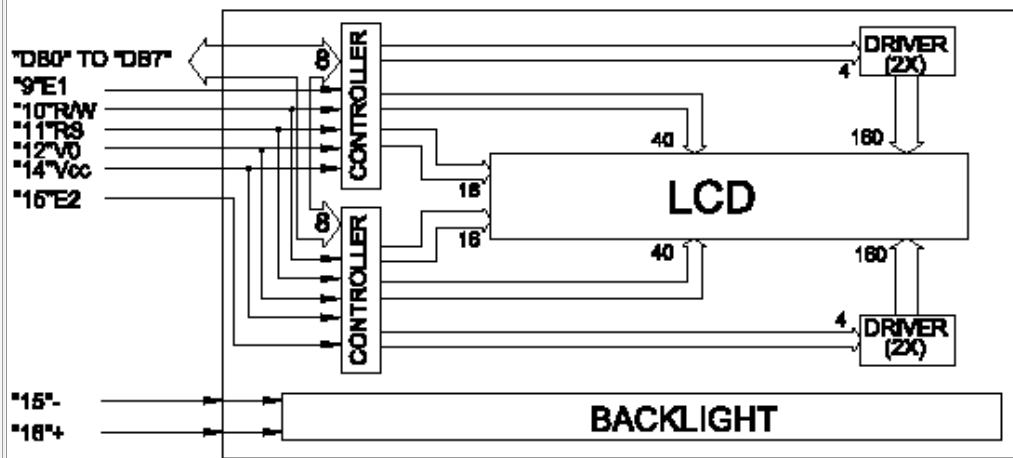 "DB0" TO "DB7"
"9"E1
"10"R/W
"11"RS
"12"V0
"14"Vcc
"15"E2
"15"-
"16"+
8
CONTROLLER
8
CONTROLLER
4
DRIVER
(2X)
40
160
16
LCD
16
40
160
4
DRIVER
(2X)
BACKLIGHT